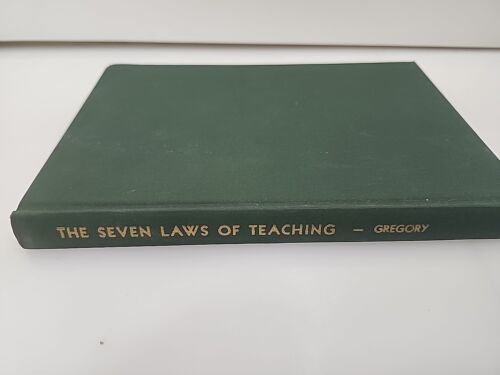 THE SEVEN LAWS OF TEACHING — GREGORY